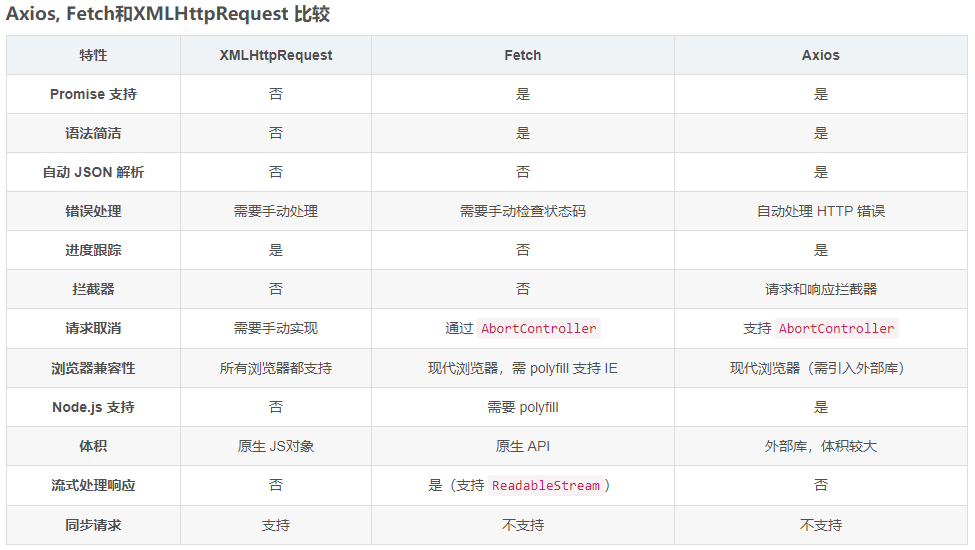 Axios, Fetch和XMLHttpRequest 比较
特性 XMLHttpRequest Fetch Axios
Promise 支持 否 是 是
语法简洁 否 是 是
自动 JSON 解析 否 否 是
错误处理 需要手动处理 需要手动检查状态码 自动处理 HTTP 错误
进度跟踪 是 否 是
拦截器 否 否 请求和响应拦截器
请求取消 需要手动实现 通过 AbortController 支持 AbortController
浏览器兼容性 所有浏览器都支持 现代浏览器，需 polyfill 支持 IE 现代浏览器（需引入外部库）
Node.js 支持 否 需要 polyfill 是
体积 原生 JS对象 原生 API 外部库，体积较大
流式处理响应 否 是（支持 ReadableStream ） 否
同步请求 支持 不支持 不支持